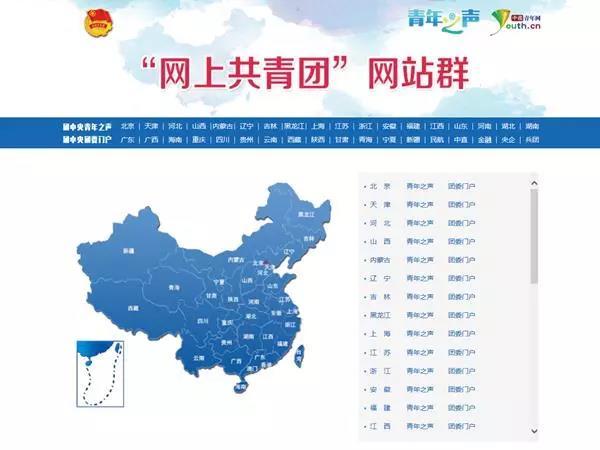 青年之声
中国青年网
Youth.cn
“网上共青团”网站群
团中央青年之声 北京 | 天津 | 河北 | 山西 | 内蒙古 | 辽宁 | 吉林 | 黑龙江 | 上海 | 江苏 | 浙江 | 安徽 | 福建 | 江西 | 山东 | 河南 | 湖北 | 湖南
团中央团委门户 广东 | 广西 | 海南 | 重庆 | 四川 | 贵州 | 云南 | 西藏 | 陕西 | 甘肃 | 青海 | 宁夏 | 新疆 | 民航 | 中直 | 金融 | 央企 | 兵团
黑龙江
吉林
辽宁
新疆
内蒙古
北京
天津
河北
宁夏
山西
山东
青海
甘肃
陕西
河南
江苏
西藏
安徽
上海
四川
重庆
湖北
浙江
贵州
湖南
江西
福建
云南
广西
广东
台湾
澳门
香港
海南
北京 青年之声 团委门户
天津 青年之声 团委门户
河北 青年之声 团委门户
山西 青年之声 团委门户
内蒙古 青年之声 团委门户
辽宁 青年之声 团委门户
吉林 青年之声 团委门户
黑龙江 青年之声 团委门户
上海 青年之声 团委门户
江苏 青年之声 团委门户
浙江 青年之声 团委门户
安徽 青年之声 团委门户
福建 青年之声 团委门户
江西 青年之声 团委门户